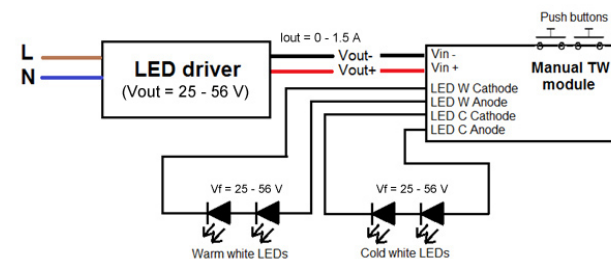 Push buttons
Iout = 0 - 1.5 A
L
N
LED driver
(Vout = 25 - 56 V)
Vout-
Vout+
Vin -
Vin +
Manual TW
module
LED W Cathode
LED W Anode
LED C Cathode
LED C Anode
Vf = 25 - 56 V
Vf = 25 - 56 V
Warm white LEDs
Cold white LEDs